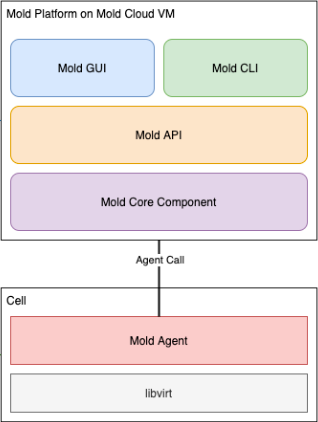 Mold Platform on Mold Cloud VM
Mold GUI
Mold CLI
Mold API
Mold Core Component
Agent Call
Cell
Mold Agent
libvirt